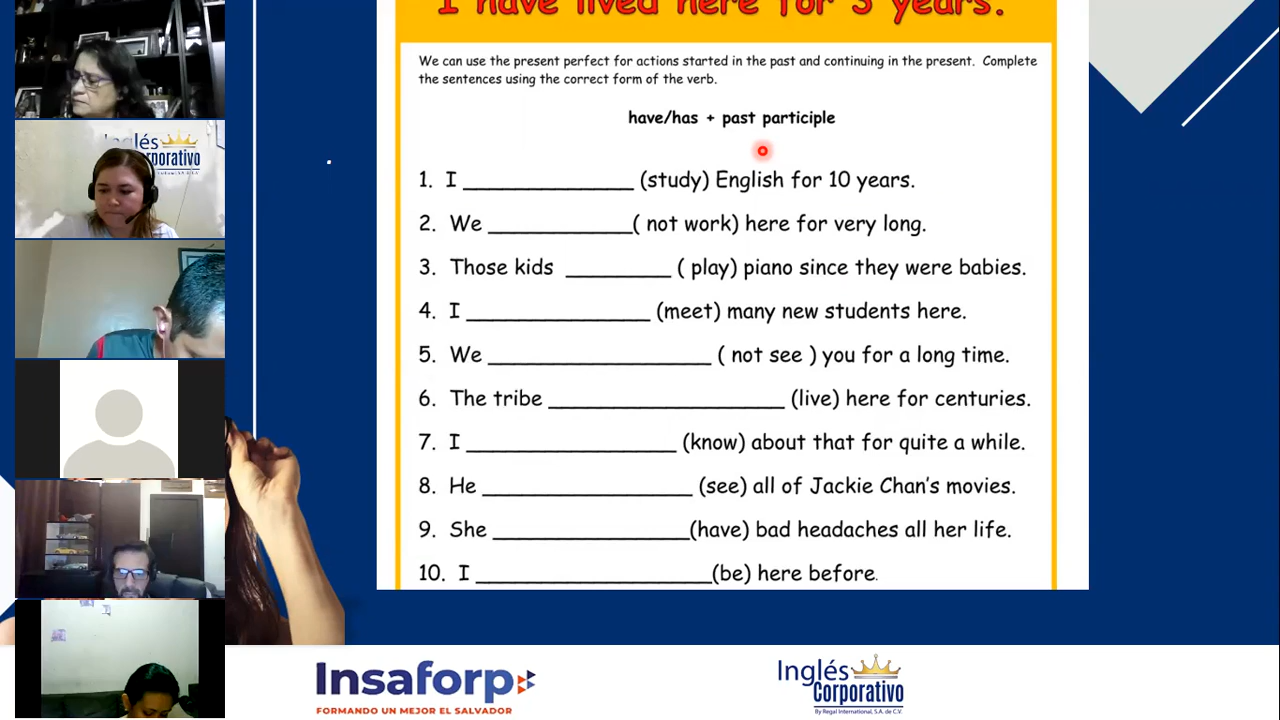 I have lived here for 3 years.
We can use the present perfect for actions started in the past and continuing in the present. Complete
the sentences using the correct form of the verb.
have/has + past participle
1. I _____________ (study) English for 10 years.
2. We ___________( not work) here for very long.
3. Those kids ________ ( play) piano since they were babies.
4. I ______________ (meet) many new students here.
5. We _________________ ( not see ) you for a long time.
6. The tribe __________________ (live) here for centuries.
7. I ________________ (know) about that for quite a while.
8. He ________________ (see) all of Jackie Chan's movies.
9. She _______________(have) bad headaches all her life.
10. I __________________(be) here before.
Inglés
Corporativo
Insaforp
FORMANDO UN MEJOR EL SALVADOR
Inglés
Corporativo
By Regal International, S.A. de C.V.